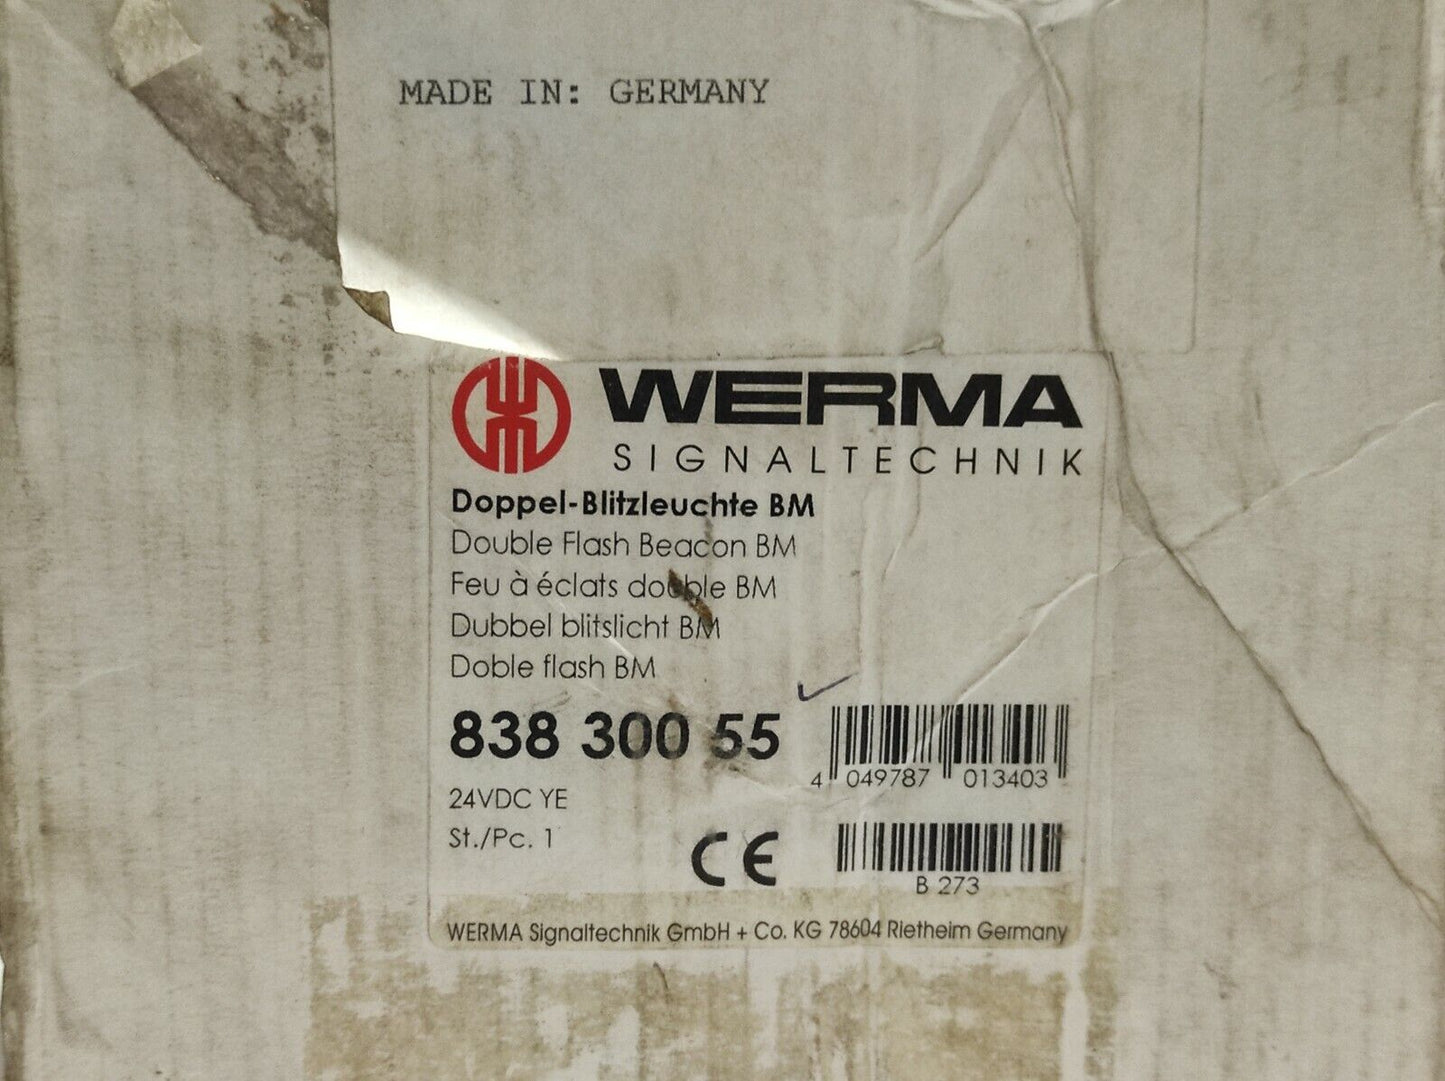 MADE IN: GERMANY
WERMA
SIGNALTECHNIK
Doppel-Blitzleuchte BM
Double Flash Beacon BM
Feu à éclats double BM
Dubbel blitslicht BM
Doble flash BM
838 300 55
4 049787 013403
24VDC YE
St./Pc. 1
CE
B 273
WERMA Signaltechnik GmbH + Co. KG 78604 Rietheim Germany